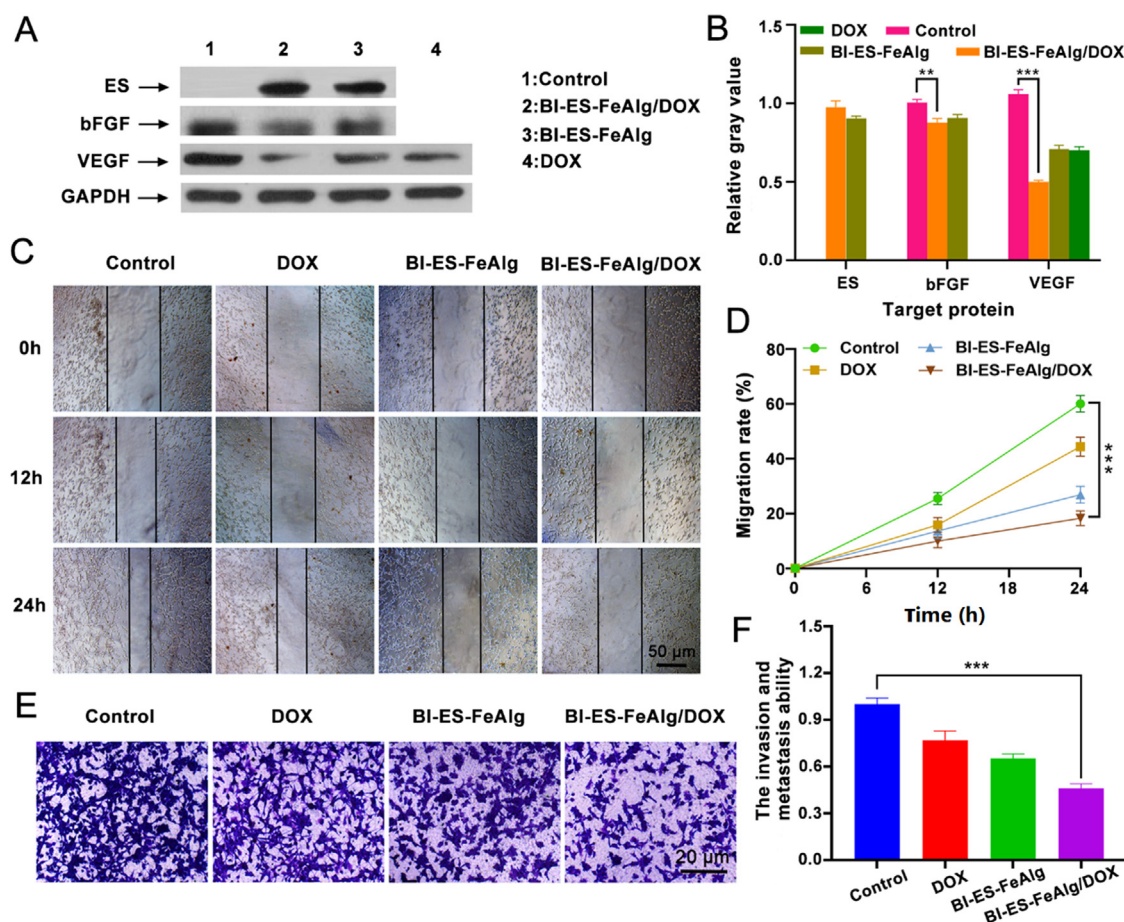 A
1 2 3 4
ES
bFGF
VEGF
GAPDH
1:Control
2:BI-ES-FeAlg/DOX
3:BI-ES-FeAlg
4:DOX
B
DOX Control
BI-ES-FeAlg BI-ES-FeAlg/DOX
Relative gray value
1.5
1.0
0.5
0.0
** ***
ES bFGF VEGF
Target protein
C
Control DOX BI-ES-FeAlg BI-ES-FeAlg/DOX
0h
12h
24h
50 μm
D
Control BI-ES-FeAlg
DOX BI-ES-FeAlg/DOX
Migration rate (%)
80
60
40
20
0
***
0 6 12 18 24
Time (h)
E
Control DOX BI-ES-FeAlg BI-ES-FeAlg/DOX
20 μm
F
The invasion and
metastasis ability
1.5
1.2
0.9
0.6
0.3
0.0
***
Control DOX BI-ES-FeAlg BI-ES-FeAlg/DOX